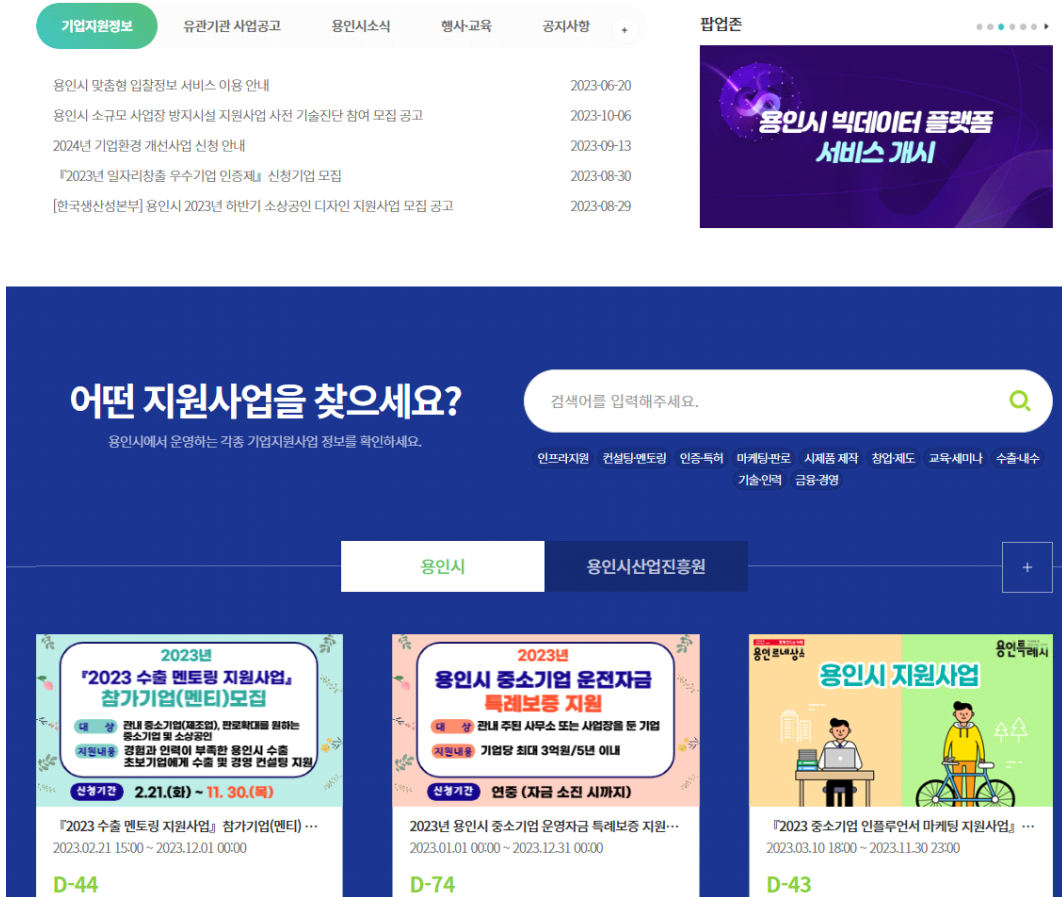 기업지원정보 유관기관 사업공고 용인시소식 행사·교육 공지사항 +
팝업존
용인시 맞춤형 입찰정보 서비스 이용 안내 2023-06-20
용인시 소규모 사업장 방지시설 지원사업 사전 기술진단 참여 모집 공고 2023-10-06
2024년 기업환경 개선사업 신청 안내 2023-09-13
『2023년 일자리창출 우수기업 인증제』 신청기업 모집 2023-08-30
[한국생산성본부] 용인시 2023년 하반기 소상공인 디자인 지원사업 모집 공고 2023-08-29
용인시 빅데이터 플랫폼
서비스 개시
어떤 지원사업을 찾으세요?
용인시에서 운영하는 각종 기업지원사업 정보를 확인하세요.
검색어를 입력해주세요.
인프라지원 컨설팅·멘토링 인증·특허 마케팅·판로 시제품 제작 창업·제도 교육·세미나 수출·내수
기술·인력 금융·경영
용인시 용인시산업진흥원 +
2023년
『2023 수출 멘토링 지원사업』
참가기업(멘티)모집
대 상 관내 중소기업(제조업), 판로확대를 원하는
중소기업 및 소상공인
지원내용 경험과 인력이 부족한 용인시 수출
초보기업에게 수출 및 경영 컨설팅 지원
신청기간 2.21.(화) ~ 11. 30.(목)
『2023 수출 멘토링 지원사업』 참가기업(멘티) …
2023.02.21 15:00 ~ 2023.12.01 00:00
D-44
2023년
용인시 중소기업 운전자금
특례보증 지원
대 상 관내 주된 사무소 또는 사업장을 둔 기업
지원내용 기업당 최대 3억원/5년 이내
신청기간 연중 (자금 소진 시까지)
2023년 용인시 중소기업 운영자금 특례보증 지원…
2023.01.01 00:00 ~ 2023.12.31 00:00
D-74
용인르네상스
용인특례시
용인시 지원사업
『2023 중소기업 인플루언서 마케팅 지원사업』 …
2023.03.10 18:00 ~ 2023.11.30 23:00
D-43